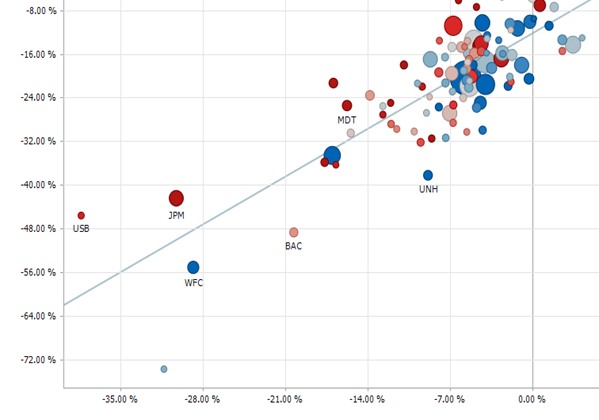 -8.00 %
-16.00 %
-24.00 %
MDT
-32.00 %
UNH
-40.00 %
JPM
USB
-48.00 %
BAC
-56.00 %
WFC
-64.00 %
-72.00 %
-35.00 % -28.00 % -21.00 % -14.00 % -7.00 % 0.00 %